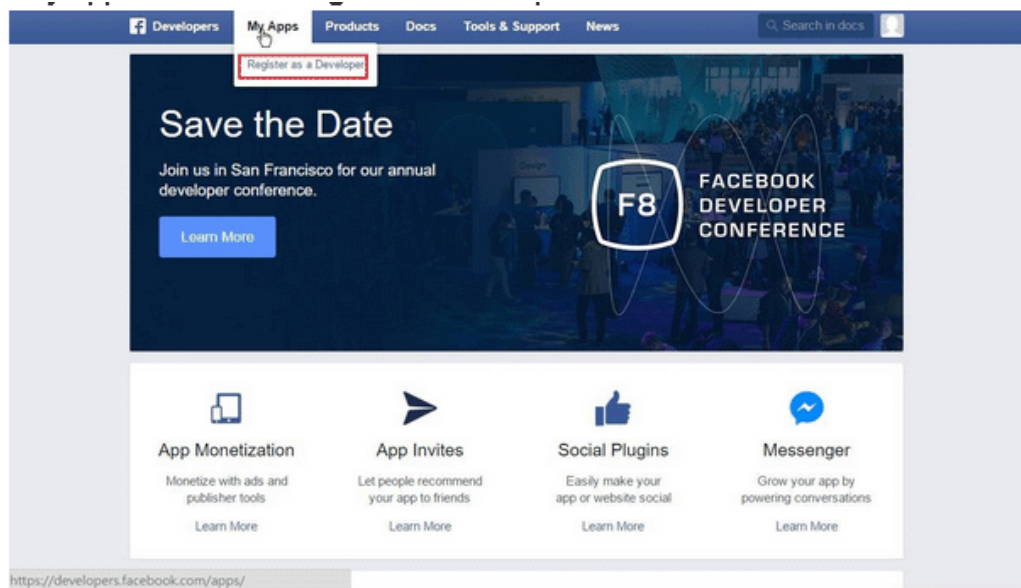 Developers My Apps Products Docs Tools & Support News Search in docs
Register as a Developer
Save the Date
Join us in San Francisco for our annual
developer conference.
Learn More
Design
F8
FACEBOOK
DEVELOPER
CONFERENCE
App Monetization App Invites Social Plugins Messenger
Monetize with ads and Let people recommend Easily make your Grow your app by
publisher tools your app to friends app or website social powering conversations
Learn More Learn More Learn More Learn More
https://developers.facebook.com/apps/